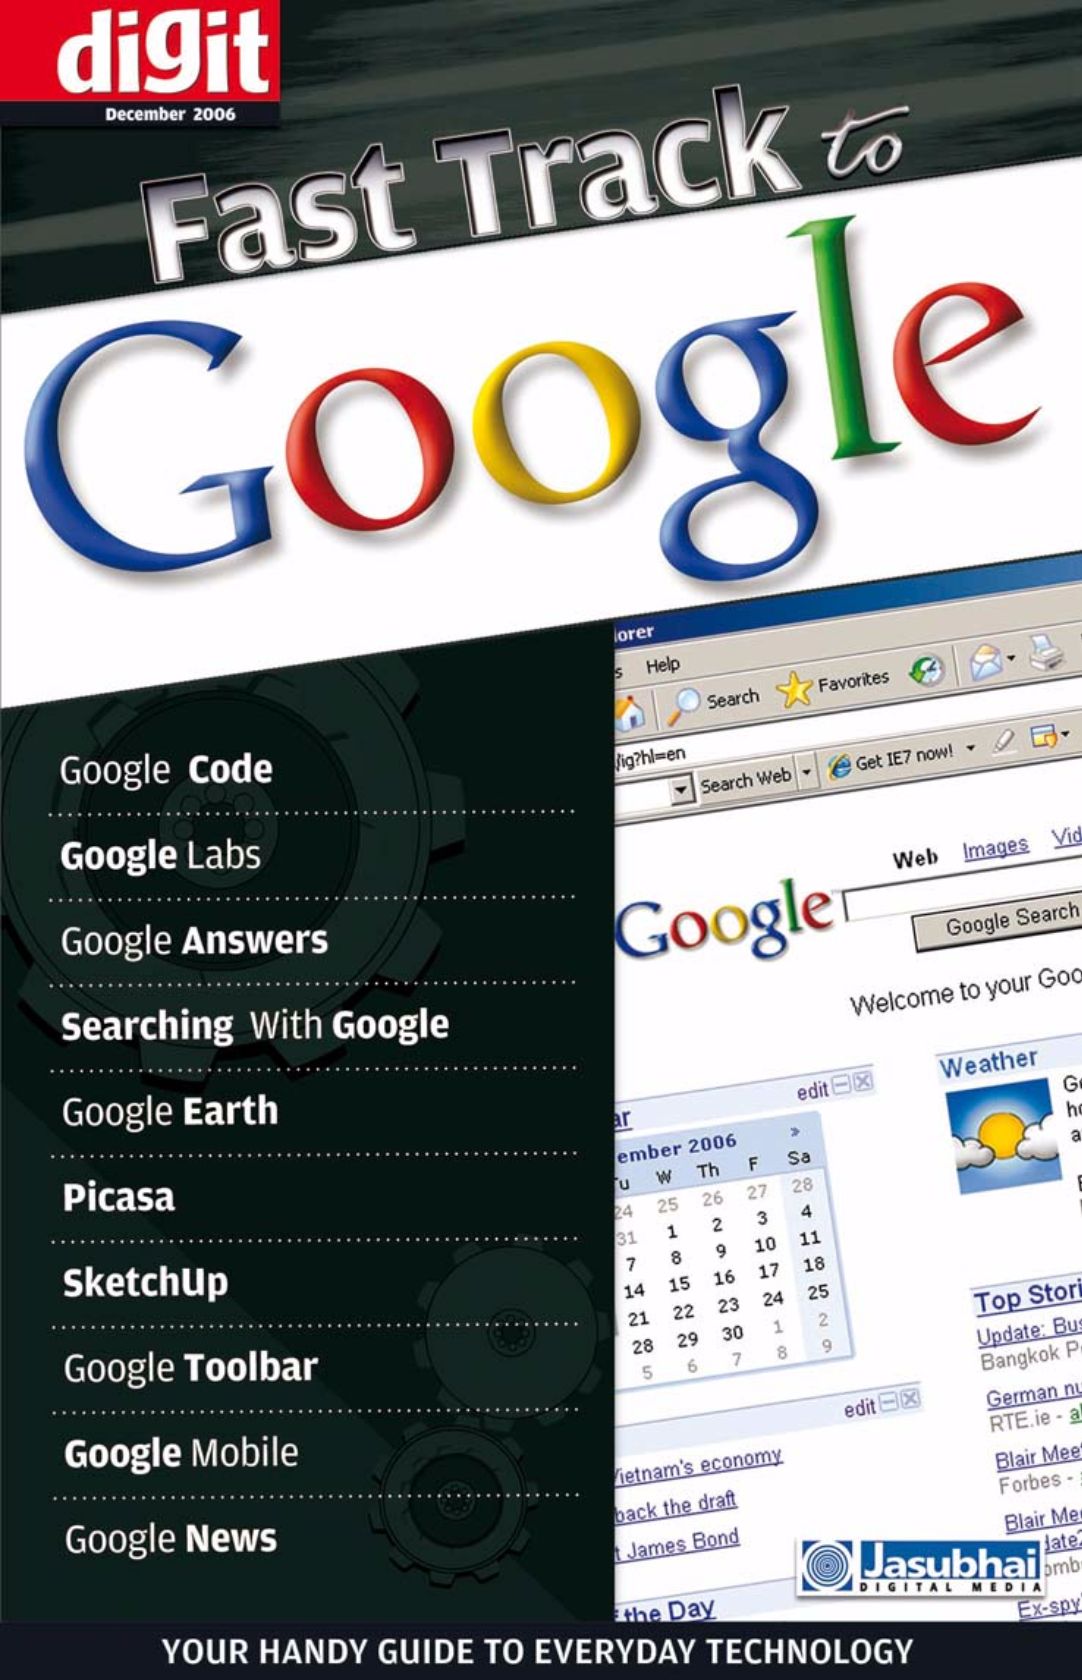 digit
December 2006
Fast Track to
Google
Google Code
Google Labs
Google Answers
Searching With Google
Google Earth
Picasa
SketchUp
Google Toolbar
Google Mobile
Google News
orer
s Help
Search Favorites
/ig?hl=en
Search Web Get IE7 now!
Web Images Vid
Google
Google Search
Welcome to your Goo
edit
ar
ember 2006 »
Tu W Th F Sa
24 25 26 27 28
31 1 2 3 4
7 8 9 10 11
14 15 16 17 18
21 22 23 24 25
28 29 30 1 2
5 6 7 8 9
Weather
edit
Vietnam's economy
back the draft
t James Bond
f the Day
Top Stori
Update: Bus
Bangkok P
German nu
RTE.ie - al
Blair Mee
Forbes -
Blair Me
Ex-spy
Jasubhai
DIGITAL MEDIA
YOUR HANDY GUIDE TO EVERYDAY TECHNOLOGY